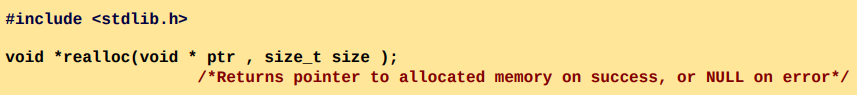 #include <stdlib.h>
void *realloc(void * ptr , size_t size );
/*Returns pointer to allocated memory on success, or NULL on error*/